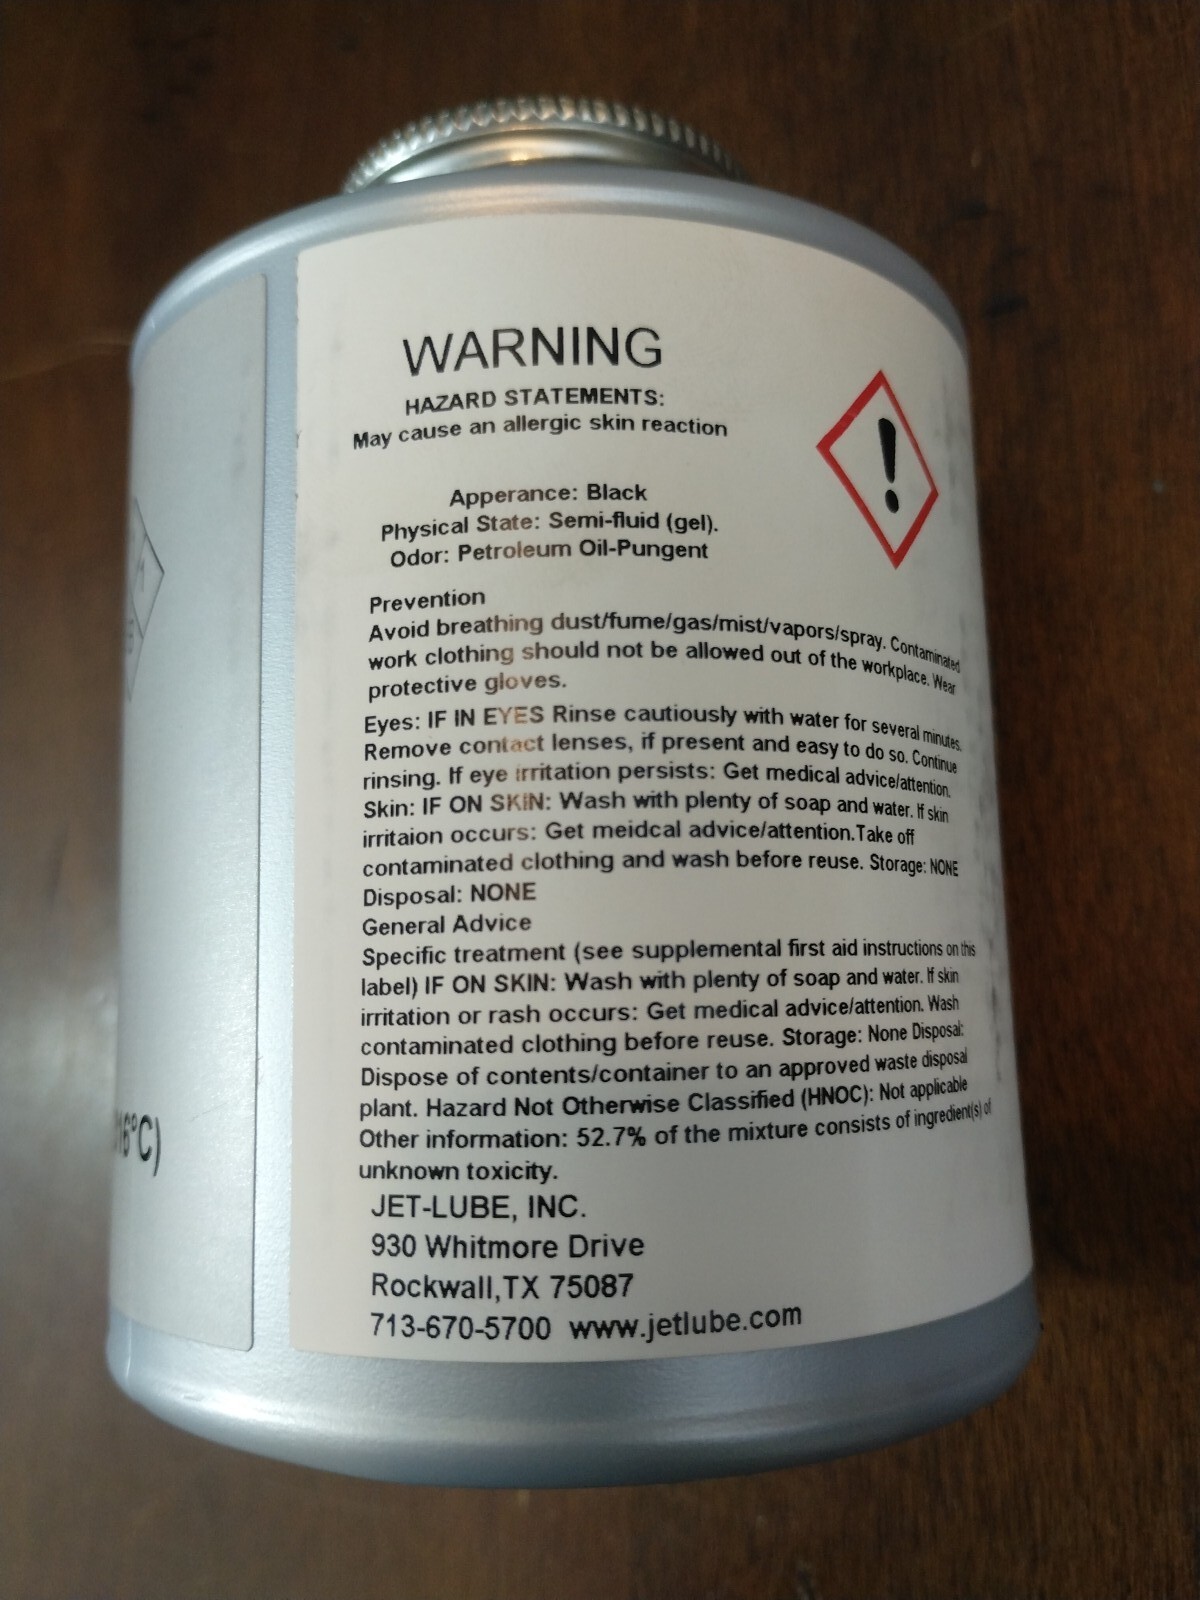 WARNING
HAZARD STATEMENTS:
May cause an allergic skin reaction
Apperance: Black
Physical State: Semi-fluid (gel).
Odor: Petroleum Oil-Pungent
Prevention
Avoid breathing dust/fume/gas/mist/vapors/spray. Contaminated
work clothing should not be allowed out of the workplace. Wear
protective gloves.
Eyes: IF IN EYES Rinse cautiously with water for several minutes.
Remove contact lenses, if present and easy to do so. Continue
rinsing. If eye irritation persists: Get medical advice/attention.
Skin: IF ON SKIN: Wash with plenty of soap and water. If skin
irritaion occurs: Get meidcal advice/attention.Take off
contaminated clothing and wash before reuse. Storage: NONE
Disposal: NONE
General Advice
Specific treatment (see supplemental first aid instructions on this
label) IF ON SKIN: Wash with plenty of soap and water. If skin
irritation or rash occurs: Get medical advice/attention. Wash
contaminated clothing before reuse. Storage: None Disposal:
Dispose of contents/container to an approved waste disposal
plant. Hazard Not Otherwise Classified (HNOC): Not applicable
Other information: 52.7% of the mixture consists of ingredient(s) of
unknown toxicity.
JET-LUBE, INC.
930 Whitmore Drive
Rockwall,TX 75087
713-670-5700 www.jetlube.com
16°C)